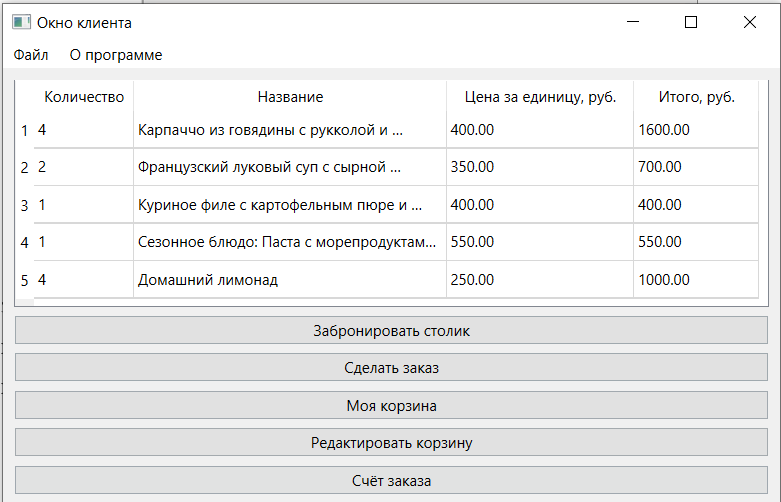 Окно клиента
Файл О программе
Количество Название Цена за единицу, руб. Итого, руб.
1 4 Карпаччо из говядины с рукколой и ... 400.00 1600.00
2 2 Французский луковый суп с сырной ... 350.00 700.00
3 1 Куриное филе с картофельным пюре и ... 400.00 400.00
4 1 Сезонное блюдо: Паста с морепродуктам... 550.00 550.00
5 4 Домашний лимонад 250.00 1000.00
Забронировать столик
Сделать заказ
Моя корзина
Редактировать корзину
Счёт заказа